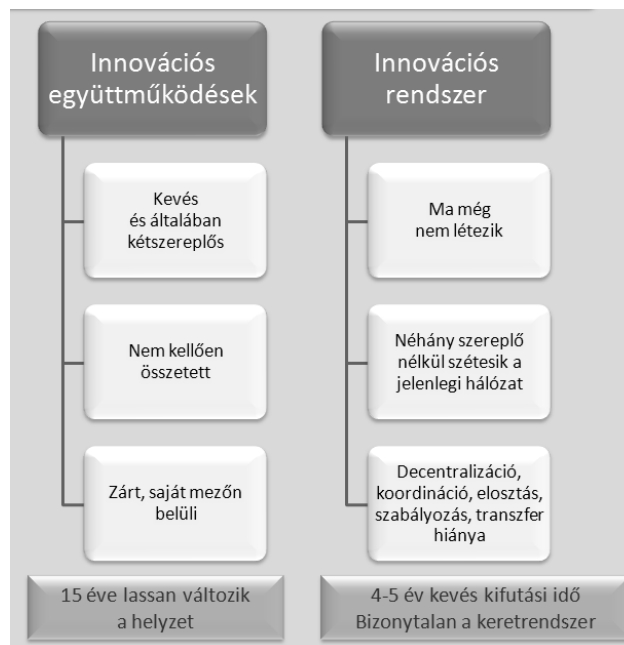 Innovációs
együttműködések
Kevés
és általában
kétszereplős
Nem kellően
összetett
Zárt, saját mezőn
belüli
15 éve lassan változik
a helyzet
Innovációs
rendszer
Ma még
nem létezik
Néhány szereplő
nélkül szétesik a
jelenlegi hálózat
Decentralizáció,
koordináció, elosztás,
szabályozás, transzfer
hiánya
4-5 év kevés kifutási idő
Bizonytalan a keretrendszer